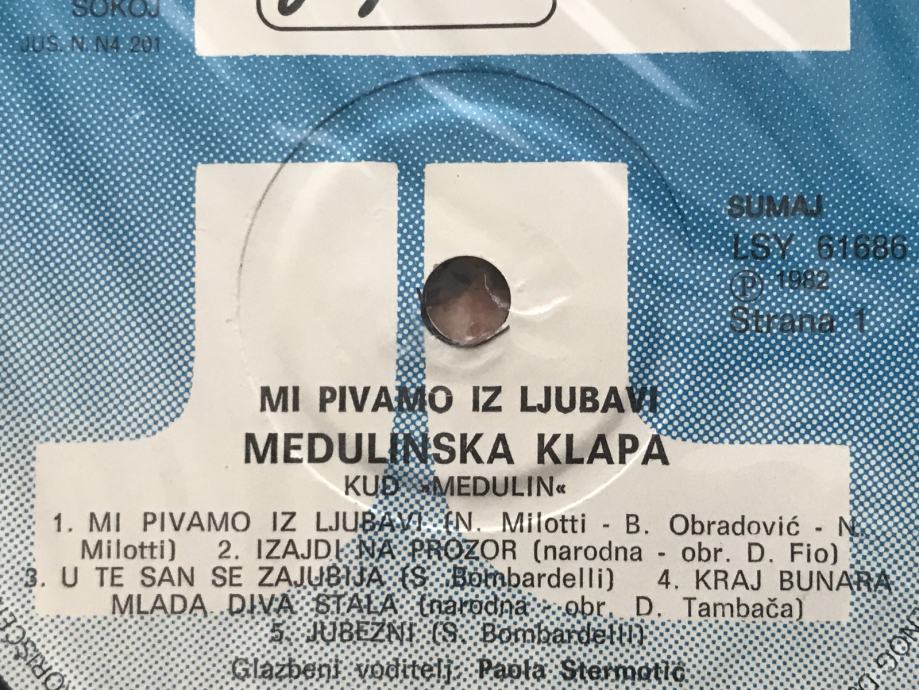 SOKOJ
JUS. N. N4 201
SUMAJ
LSY 61686
Ⓟ 1982
Strana 1
MI PIVAMO IZ LJUBAVI
MEDULINSKA KLAPA
KUD »MEDULIN«
1. MI PIVAMO IZ LJUBAVI (N. Milotti - B. Obradović - N.
Milotti) 2. IZAJDI NA PROZOR (narodna - obr. D. Fio)
3. U TE SAN SE ZAJUBIJA (S. Bombardelli) 4. KRAJ BUNARA
MLADA DIVA STALA (narodna - obr. D. Tambača)
5. JUBEZNI (S. Bombardelli)
Glazbeni voditelj: Paola Štermotić